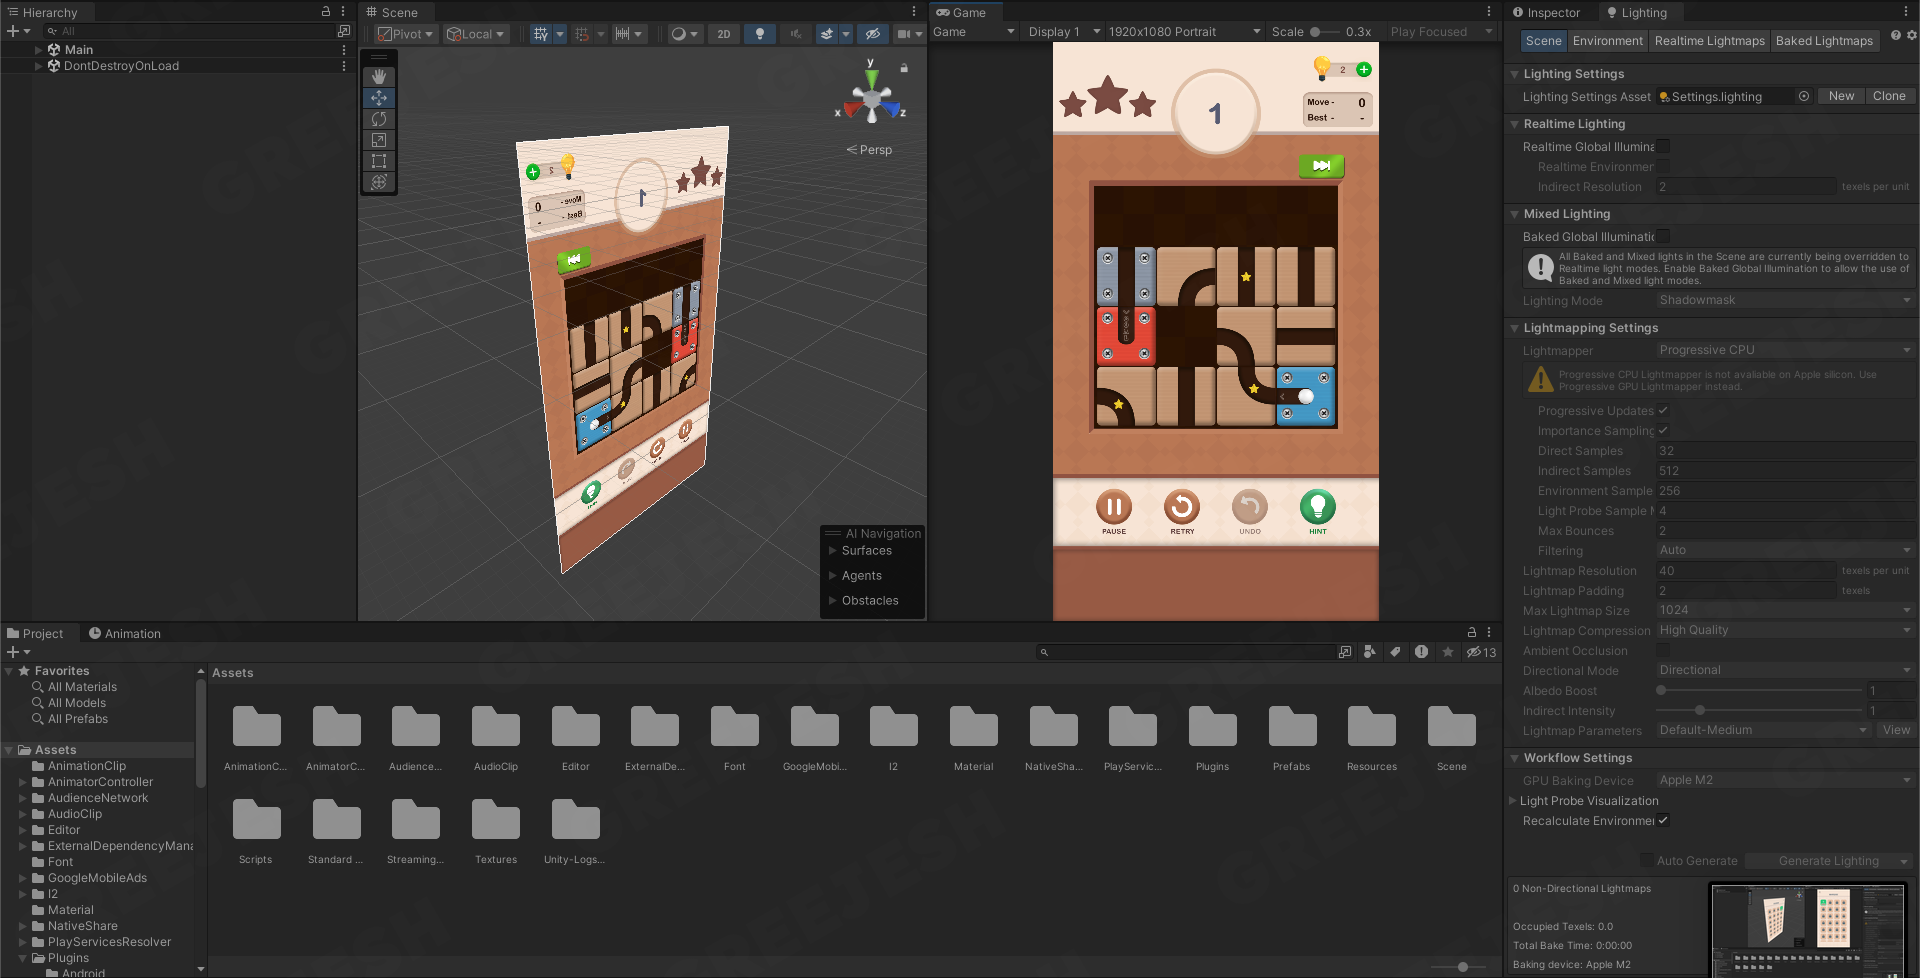 Hierarchy
All
Main
DontDestroyOnLoad
Scene
Pivot
Local
2D
y
x
z
Persp
2
Move -
0
Best -
-
1
AI Navigation
Surfaces
Agents
Obstacles
Game
Game
Display 1
1920x1080 Portrait
Scale
0.3x
Play Focused
2
1
Move -
0
Best -
-
PAUSE
RETRY
UNDO
HINT
Inspector
Lighting
Scene
Environment
Realtime Lightmaps
Baked Lightmaps
Lighting Settings
Lighting Settings Asset
Settings.lighting
New
Clone
Realtime Lighting
Realtime Global Illumina
Realtime Environmer
Indirect Resolution
2
texels per unit
Mixed Lighting
Baked Global Illuminatic
All Baked and Mixed lights in the Scene are currently being overridden to
Realtime light modes. Enable Baked Global Illumination to allow the use of
Baked and Mixed light modes.
Lighting Mode
Shadowmask
Lightmapping Settings
Lightmapper
Progressive CPU
Progressive CPU Lightmapper is not available on Apple silicon. Use
Progressive GPU Lightmapper instead.
Progressive Updates
Importance Sampling
Direct Samples
32
Indirect Samples
512
Environment Sample
256
Light Probe Sample M
4
Max Bounces
2
Filtering
Auto
Lightmap Resolution
40
texels per unit
Lightmap Padding
2
texels
Max Lightmap Size
1024
Lightmap Compression
High Quality
Ambient Occlusion
Directional Mode
Directional
Albedo Boost
1
Indirect Intensity
1
Lightmap Parameters
Default-Medium
View
Workflow Settings
GPU Baking Device
Apple M2
Light Probe Visualization
Recalculate Environmer
Auto Generate
Generate Lighting
0 Non-Directional Lightmaps
Occupied Texels: 0.0
Total Bake Time: 0:00:00
Baking device: Apple M2
Project
Animation
13
Favorites
All Materials
All Models
All Prefabs
Assets
AnimationClip
AnimatorController
AudienceNetwork
AudioClip
Editor
ExternalDependencyMana
Font
GoogleMobileAds
I2
Material
NativeShare
PlayServicesResolver
Plugins
Android
Assets
AnimationC...
AnimatorC...
Audience...
AudioClip
Editor
ExternalDe...
Font
GoogleMobi...
I2
Material
NativeSha...
PlayServic...
Plugins
Prefabs
Resources
Scene
Scripts
Standard ...
Streaming...
Textures
Unity-Logs...
GREEJESH